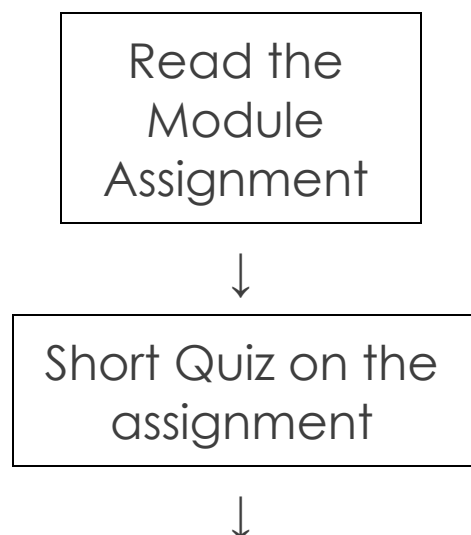 Read the
Module
Assignment
↓
Short Quiz on the
assignment
↓